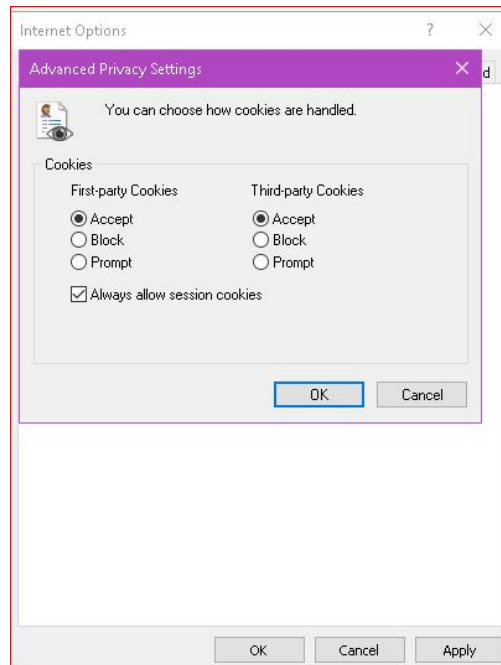 Internet Options ? ×
Advanced Privacy Settings × d
You can choose how cookies are handled.
Cookies
First-party Cookies Third-party Cookies
Accept Accept
Block Block
Prompt Prompt
Always allow session cookies
OK Cancel
OK Cancel Apply